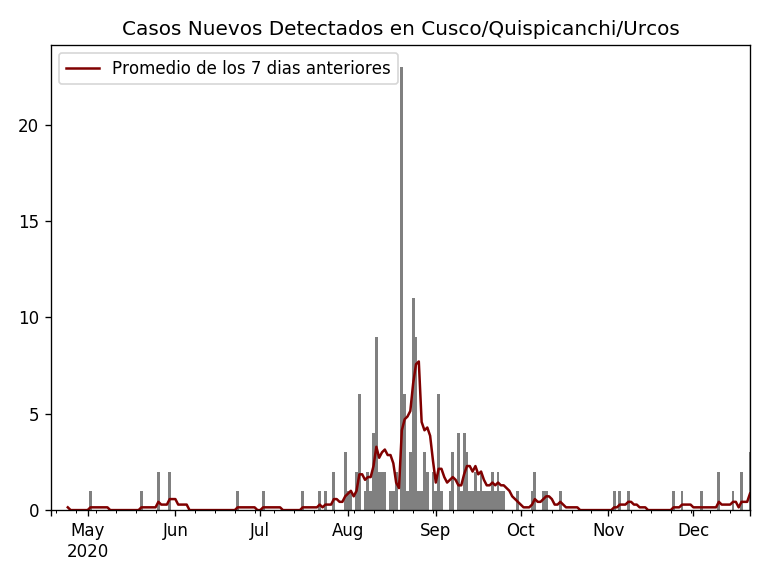 Casos Nuevos Detectados en Cusco/Quispicanchi/Urcos
Promedio de los 7 dias anteriores
20
15
10
5
0
May Jun Jul Aug Sep Oct Nov Dec
2020